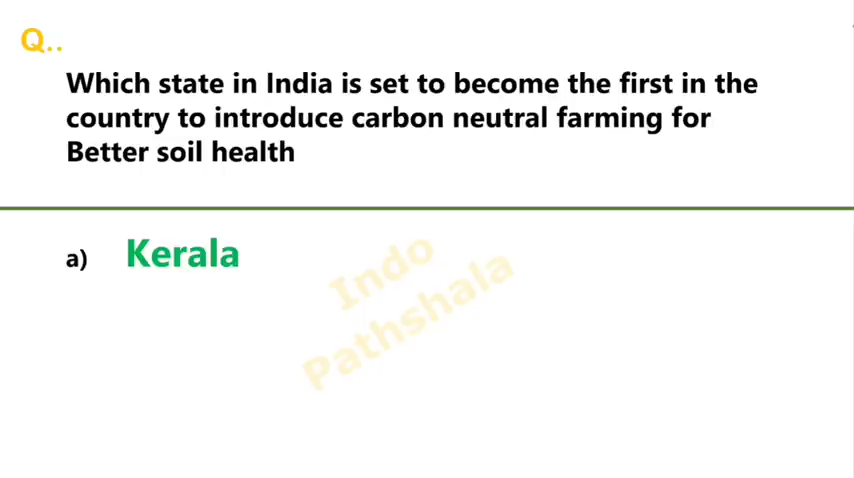 Q..
Which state in India is set to become the first in the
country to introduce carbon neutral farming for
Better soil health
a) Kerala
Indo
Pathshala